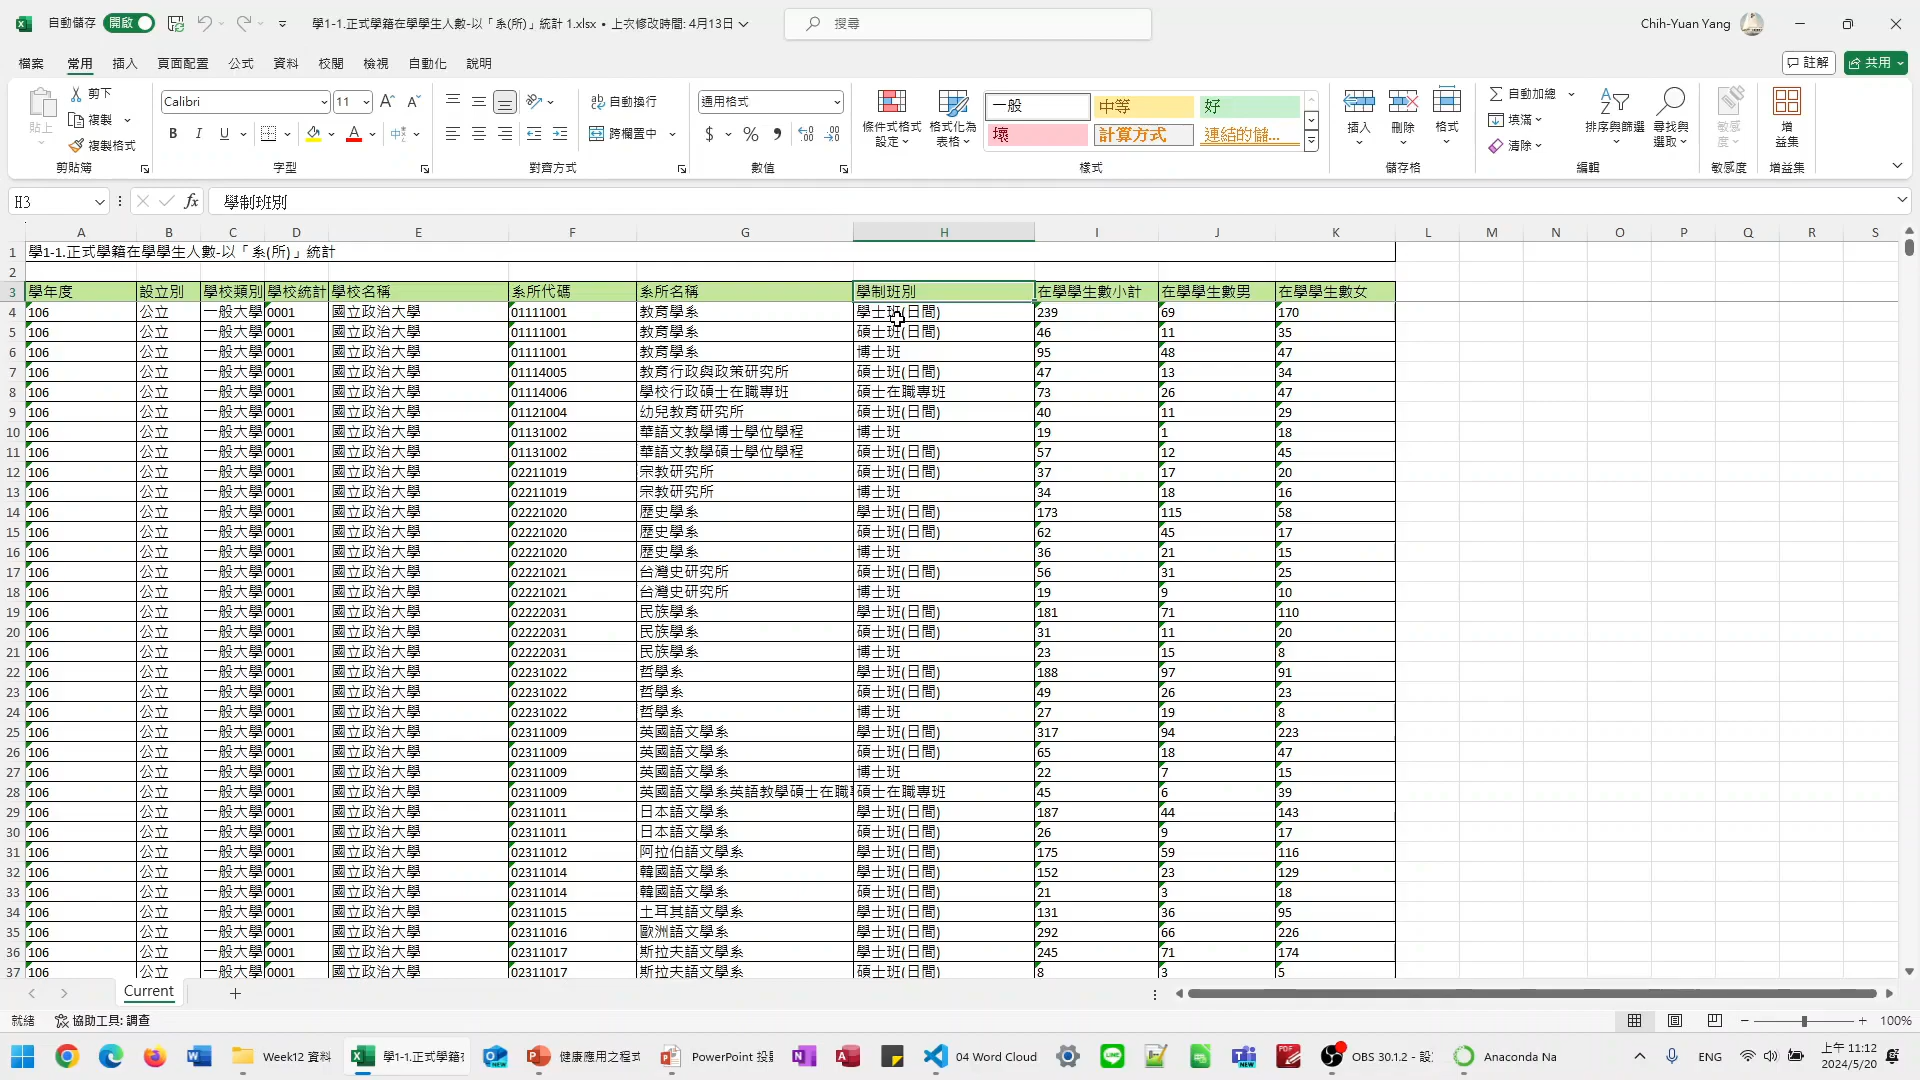 自動儲存 開啟 學1-1.正式學籍在學學生人數-以「系(所)」統計 1.xlsx • 上次修改時間: 4月13日 搜尋 Chih-Yuan Yang
檔案 常用 插入 頁面配置 公式 資料 校閱 檢視 自動化 說明 註解 共用
貼上 剪下 複製 複製格式 剪貼簿
Calibri 11 A A B I U A 中 字型
自動換行 跨欄置中 對齊方式
通用格式 $ % 數值
條件式格式設定 格式化為表格 一般 中等 好 壞 計算方式 連結的儲... 樣式
插入 刪除 格式 儲存格
自動加總 填滿 清除 排序與篩選 尋找與選取 編輯
敏感度 敏感度
增益集 增益集
H3 fx 學制班別
A B C D E F G H I J K L M N O P Q R S
1 學1-1.正式學籍在學學生人數-以「系(所)」統計
2
3 學年度 設立別 學校類別 學校統計 學校名稱 系所代碼 系所名稱 學制班別 在學學生數小計 在學學生數男 在學學生數女
4 106 公立 一般大學 0001 國立政治大學 01111001 教育學系 學士班(日間) 239 69 170
5 106 公立 一般大學 0001 國立政治大學 01111001 教育學系 碩士班(日間) 46 11 35
6 106 公立 一般大學 0001 國立政治大學 01111001 教育學系 博士班 95 48 47
7 106 公立 一般大學 0001 國立政治大學 01114005 教育行政與政策研究所 碩士班(日間) 47 13 34
8 106 公立 一般大學 0001 國立政治大學 01114006 學校行政碩士在職專班 碩士在職專班 73 26 47
9 106 公立 一般大學 0001 國立政治大學 01121004 幼兒教育研究所 碩士班(日間) 40 11 29
10 106 公立 一般大學 0001 國立政治大學 01131002 華語文教學博士學位學程 博士班 19 1 18
11 106 公立 一般大學 0001 國立政治大學 01131002 華語文教學碩士學位學程 碩士班(日間) 57 12 45
12 106 公立 一般大學 0001 國立政治大學 02211019 宗教研究所 碩士班(日間) 37 17 20
13 106 公立 一般大學 0001 國立政治大學 02211019 宗教研究所 博士班 34 18 16
14 106 公立 一般大學 0001 國立政治大學 02221020 歷史學系 學士班(日間) 173 115 58
15 106 公立 一般大學 0001 國立政治大學 02221020 歷史學系 碩士班(日間) 62 45 17
16 106 公立 一般大學 0001 國立政治大學 02221020 歷史學系 博士班 36 21 15
17 106 公立 一般大學 0001 國立政治大學 02221021 台灣史研究所 碩士班(日間) 56 31 25
18 106 公立 一般大學 0001 國立政治大學 02221021 台灣史研究所 博士班 19 9 10
19 106 公立 一般大學 0001 國立政治大學 02222031 民族學系 學士班(日間) 181 71 110
20 106 公立 一般大學 0001 國立政治大學 02222031 民族學系 碩士班(日間) 31 11 20
21 106 公立 一般大學 0001 國立政治大學 02222031 民族學系 博士班 23 15 8
22 106 公立 一般大學 0001 國立政治大學 02231022 哲學系 學士班(日間) 188 97 91
23 106 公立 一般大學 0001 國立政治大學 02231022 哲學系 碩士班(日間) 49 26 23
24 106 公立 一般大學 0001 國立政治大學 02231022 哲學系 博士班 27 19 8
25 106 公立 一般大學 0001 國立政治大學 02311009 英國語文學系 學士班(日間) 317 94 223
26 106 公立 一般大學 0001 國立政治大學 02311009 英國語文學系 碩士班(日間) 65 18 47
27 106 公立 一般大學 0001 國立政治大學 02311009 英國語文學系 博士班 22 7 15
28 106 公立 一般大學 0001 國立政治大學 02311009 英國語文學系英語教學碩士在職 碩士在職專班 45 6 39
29 106 公立 一般大學 0001 國立政治大學 02311011 日本語文學系 學士班(日間) 187 44 143
30 106 公立 一般大學 0001 國立政治大學 02311011 日本語文學系 碩士班(日間) 26 9 17
31 106 公立 一般大學 0001 國立政治大學 02311012 阿拉伯語文學系 學士班(日間) 175 59 116
32 106 公立 一般大學 0001 國立政治大學 02311014 韓國語文學系 學士班(日間) 152 23 129
33 106 公立 一般大學 0001 國立政治大學 02311014 韓國語文學系 碩士班(日間) 21 3 18
34 106 公立 一般大學 0001 國立政治大學 02311015 土耳其語文學系 學士班(日間) 131 36 95
35 106 公立 一般大學 0001 國立政治大學 02311016 歐洲語文學系 學士班(日間) 292 66 226
36 106 公立 一般大學 0001 國立政治大學 02311017 斯拉夫語文學系 學士班(日間) 245 71 174
37 106 公立 一般大學 0001 國立政治大學 02311017 斯拉夫語文學系 碩士班(日間) 8 3 5
Current
就緒 協助工具: 調查 100%
Week12 資料 學1-1.正式學籍在 健康應用之程式 PowerPoint 投影 04 Word Cloud OBS 30.1.2 - 設 Anaconda Na ENG 上午 11:12
2024/5/20